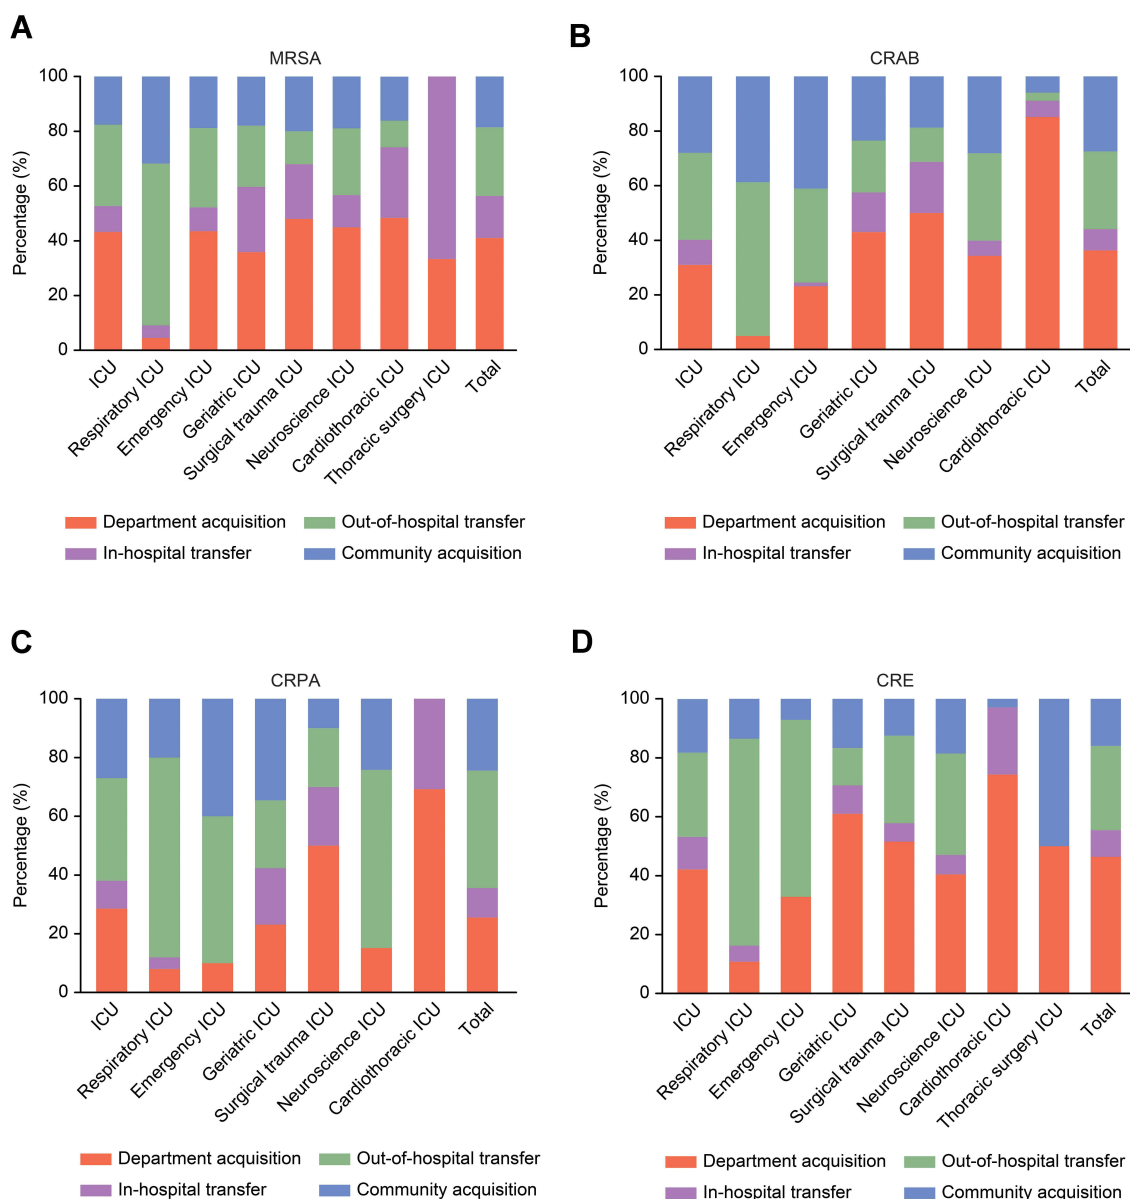 A
MRSA
Percentage (%)
100
80
60
40
20
0
ICU
Respiratory ICU
Emergency ICU
Geriatric ICU
Surgical trauma ICU
Neuroscience ICU
Cardiothoracic ICU
Thoracic surgery ICU
Total
Department acquisition
Out-of-hospital transfer
In-hospital transfer
Community acquisition
B
CRAB
Percentage (%)
100
80
60
40
20
0
ICU
Respiratory ICU
Emergency ICU
Geriatric ICU
Surgical trauma ICU
Neuroscience ICU
Cardiothoracic ICU
Total
Department acquisition
Out-of-hospital transfer
In-hospital transfer
Community acquisition
C
CRPA
Percentage (%)
100
80
60
40
20
0
ICU
Respiratory ICU
Emergency ICU
Geriatric ICU
Surgical trauma ICU
Neuroscience ICU
Cardiothoracic ICU
Total
Department acquisition
Out-of-hospital transfer
In-hospital transfer
Community acquisition
D
CRE
Percentage (%)
100
80
60
40
20
0
ICU
Respiratory ICU
Emergency ICU
Geriatric ICU
Surgical trauma ICU
Neuroscience ICU
Cardiothoracic ICU
Thoracic surgery ICU
Total
Department acquisition
Out-of-hospital transfer
In-hospital transfer
Community acquisition